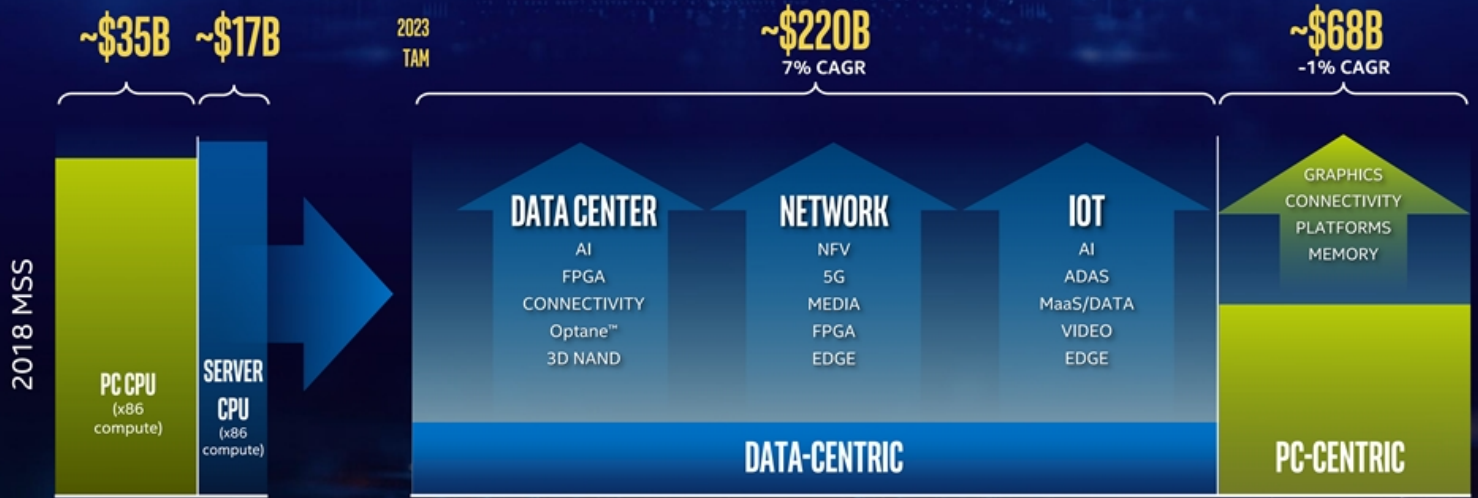 ~$35B
~$17B
2023
TAM
~$220B
7% CAGR
~$68B
-1% CAGR
2018 MSS
PC CPU
(x86
compute)
SERVER
CPU
(x86
compute)
DATA CENTER
AI
FPGA
CONNECTIVITY
Optane™
3D NAND
NETWORK
NFV
5G
MEDIA
FPGA
EDGE
IOT
AI
ADAS
MaaS/DATA
VIDEO
EDGE
GRAPHICS
CONNECTIVITY
PLATFORMS
MEMORY
DATA-CENTRIC
PC-CENTRIC